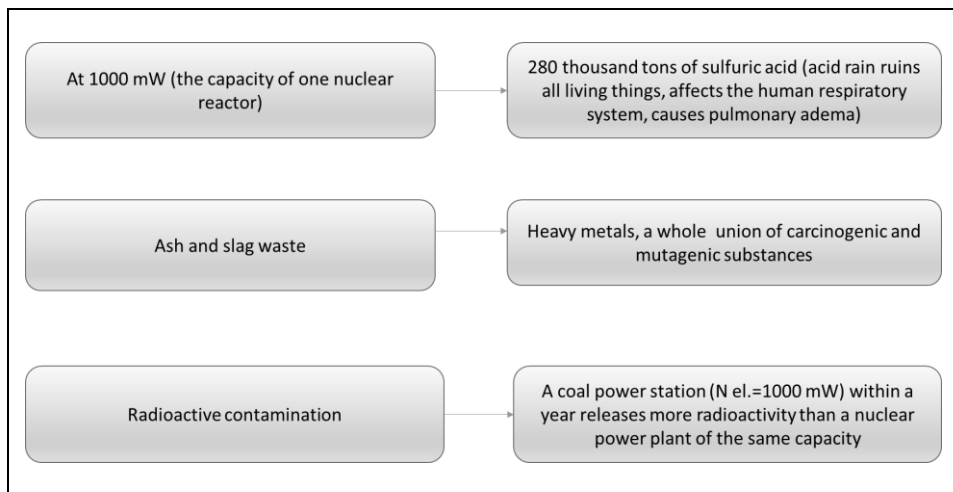 At 1000 mW (the capacity of one nuclear
reactor)
280 thousand tons of sulfuric acid (acid rain ruins
all living things, affects the human respiratory
system, causes pulmonary adema)
Ash and slag waste
Heavy metals, a whole union of carcinogenic and
mutagenic substances
Radioactive contamination
A coal power station (N el.=1000 mW) within a
year releases more radioactivity than a nuclear
power plant of the same capacity